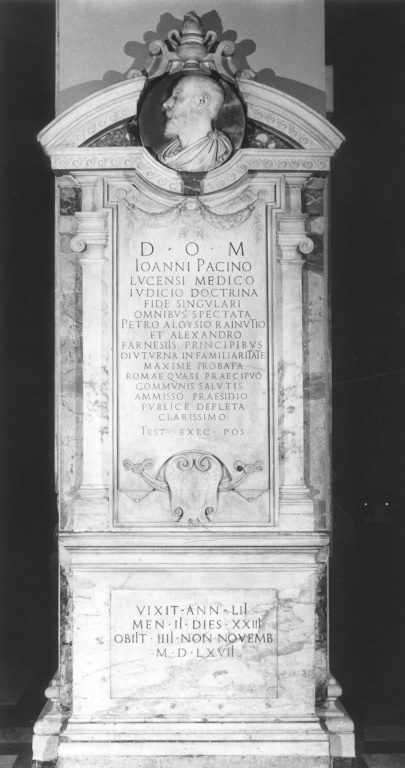 D · O · M
IOANNI PACINO
LVCENSI MEDICO
IVDICIO DOCTRINA
FIDE SINGVLARI
OMNIBVS SPECTATA
PETRO ALOYSIO RAINVTIO
ET ALEXANDRO
FARNESIIS PRINCIPIBVS
DIVTVRNA IN FAMILIARITATE
MAXIME PROBATA
ROMAE QVASI PRAECIPVO
COMMVNIS SALVTIS
AMMISSO PRAESIDIO
PVBLICE DEFLETA
CLARISSIMO
TEST· EXEC· POS·
VIXIT·ANN·LII
MEN·II·DIES·XXIII
OBIIT·IIII·NON·NOVEMB
M·D·LXVII